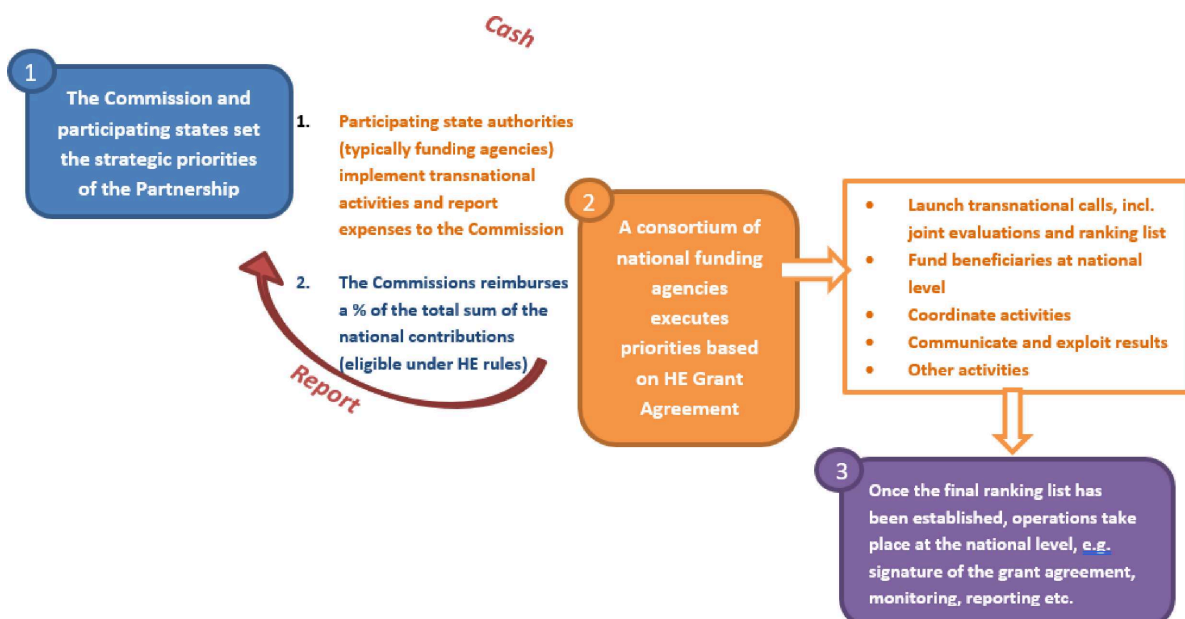 Cash
1
The Commission and
participating states set
the strategic priorities
of the Partnership
1. Participating state authorities
(typically funding agencies)
implement transnational
activities and report
expenses to the Commission
2. The Commissions reimburses
a % of the total sum of the
national contributions
(eligible under HE rules)
Report
2
A consortium of
national funding
agencies
executes
priorities based
on HE Grant
Agreement
• Launch transnational calls, incl.
joint evaluations and ranking list
• Fund beneficiaries at national
level
• Coordinate activities
• Communicate and exploit results
• Other activities
3
Once the final ranking list has
been established, operations take
place at the national level, e.g.
signature of the grant agreement,
monitoring, reporting etc.